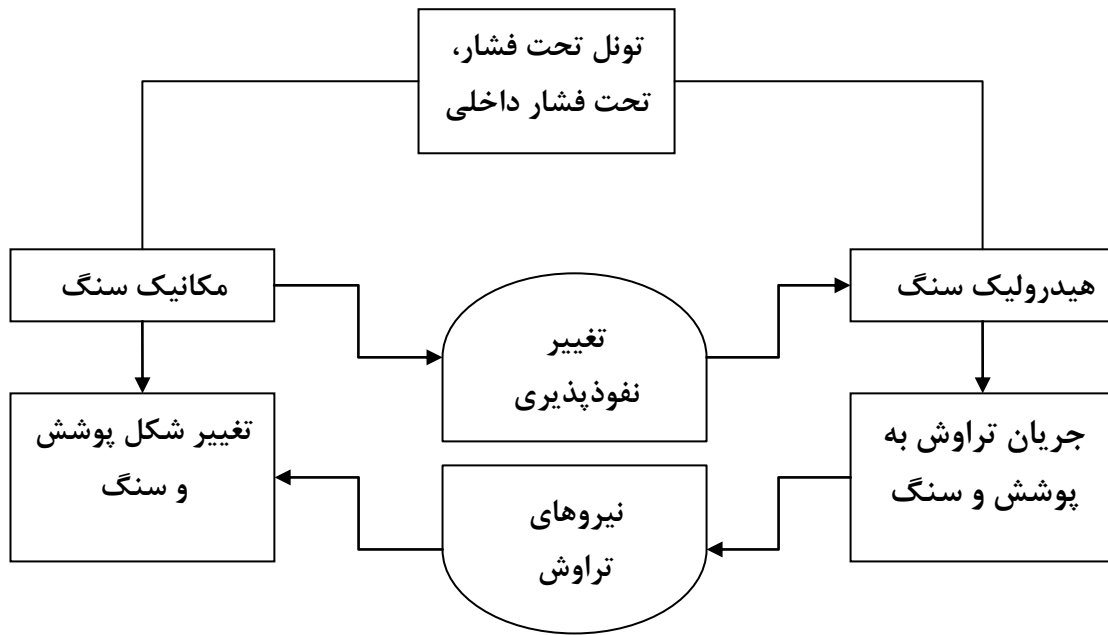 تونل تحت فشار،
تحت فشار داخلی
هیدرولیک سنگ
مکانیک سنگ
تغییر
نفوذپذیری
جریان تراوش به
پوشش و سنگ
تغییر شکل پوشش
و سنگ
نیروهای
تراوش